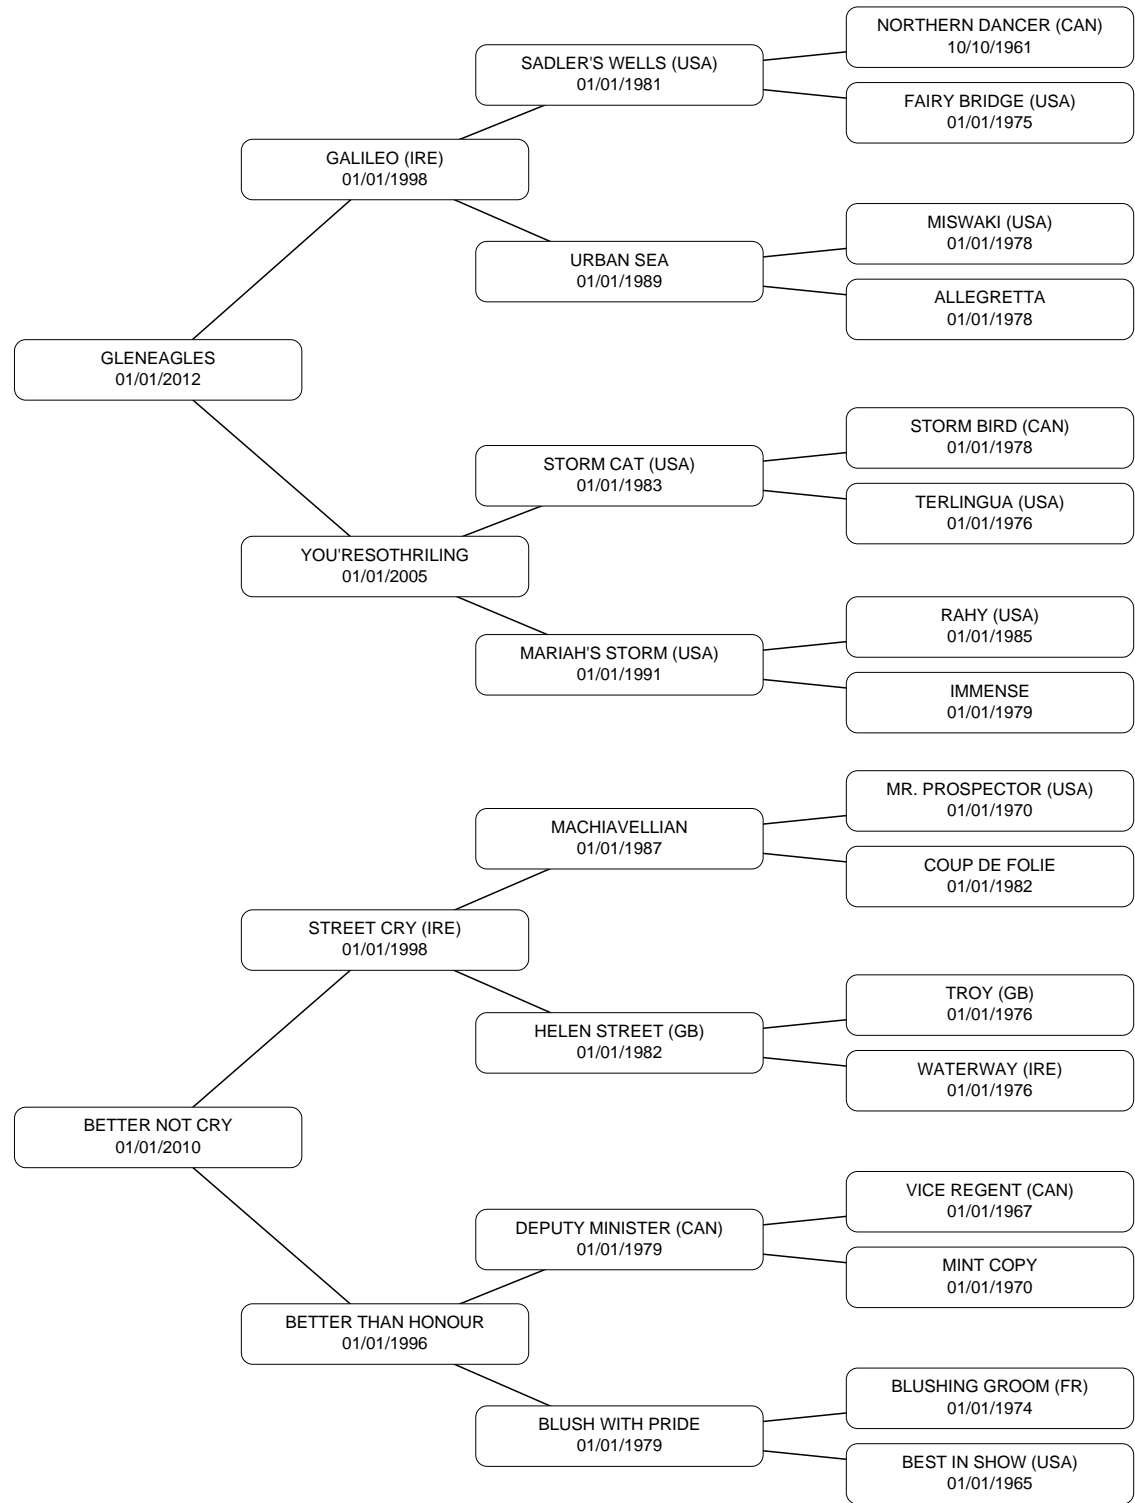 NORTHERN DANCER (CAN)
10/10/1961
SADLER'S WELLS (USA)
01/01/1981
FAIRY BRIDGE (USA)
01/01/1975
GALILEO (IRE)
01/01/1998
MISWAKI (USA)
01/01/1978
URBAN SEA
01/01/1989
ALLEGRETTA
01/01/1978
GLENEAGLES
01/01/2012
STORM BIRD (CAN)
01/01/1978
STORM CAT (USA)
01/01/1983
TERLINGUA (USA)
01/01/1976
YOU'RESOTHRILING
01/01/2005
RAHY (USA)
01/01/1985
MARIAH'S STORM (USA)
01/01/1991
IMMENSE
01/01/1979
MR. PROSPECTOR (USA)
01/01/1970
MACHIAVELLIAN
01/01/1987
COUP DE FOLIE
01/01/1982
STREET CRY (IRE)
01/01/1998
TROY (GB)
01/01/1976
HELEN STREET (GB)
01/01/1982
WATERWAY (IRE)
01/01/1976
BETTER NOT CRY
01/01/2010
VICE REGENT (CAN)
01/01/1967
DEPUTY MINISTER (CAN)
01/01/1979
MINT COPY
01/01/1970
BETTER THAN HONOUR
01/01/1996
BLUSHING GROOM (FR)
01/01/1974
BLUSH WITH PRIDE
01/01/1979
BEST IN SHOW (USA)
01/01/1965